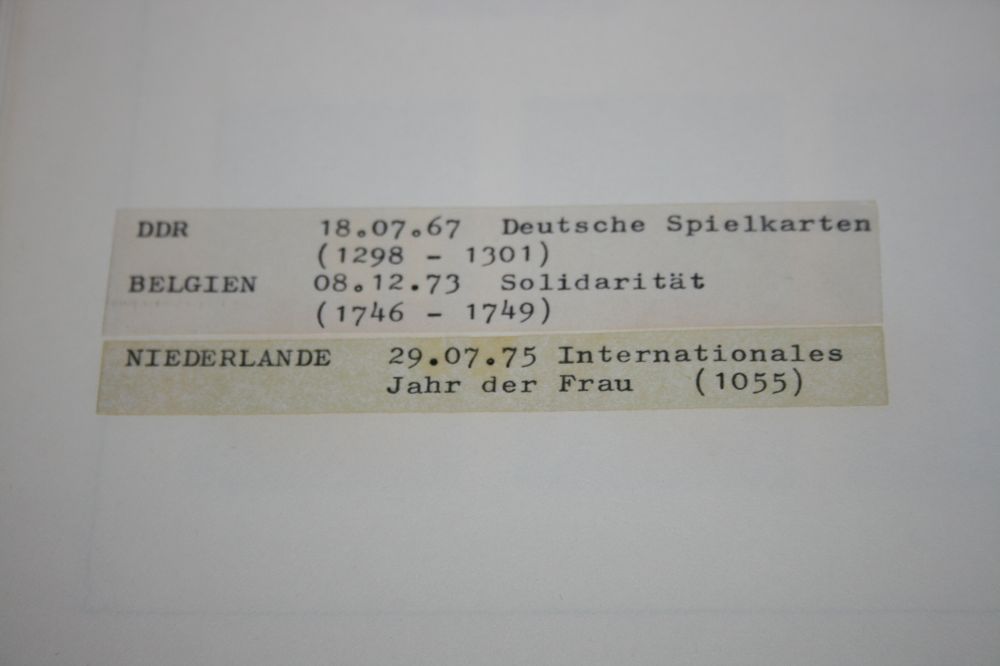 DDR 18.07.67 Deutsche Spielkarten
(1298 - 1301)
BELGIEN 08.12.73 Solidarität
(1746 - 1749)
NIEDERLANDE 29.07.75 Internationales
Jahr der Frau (1055)